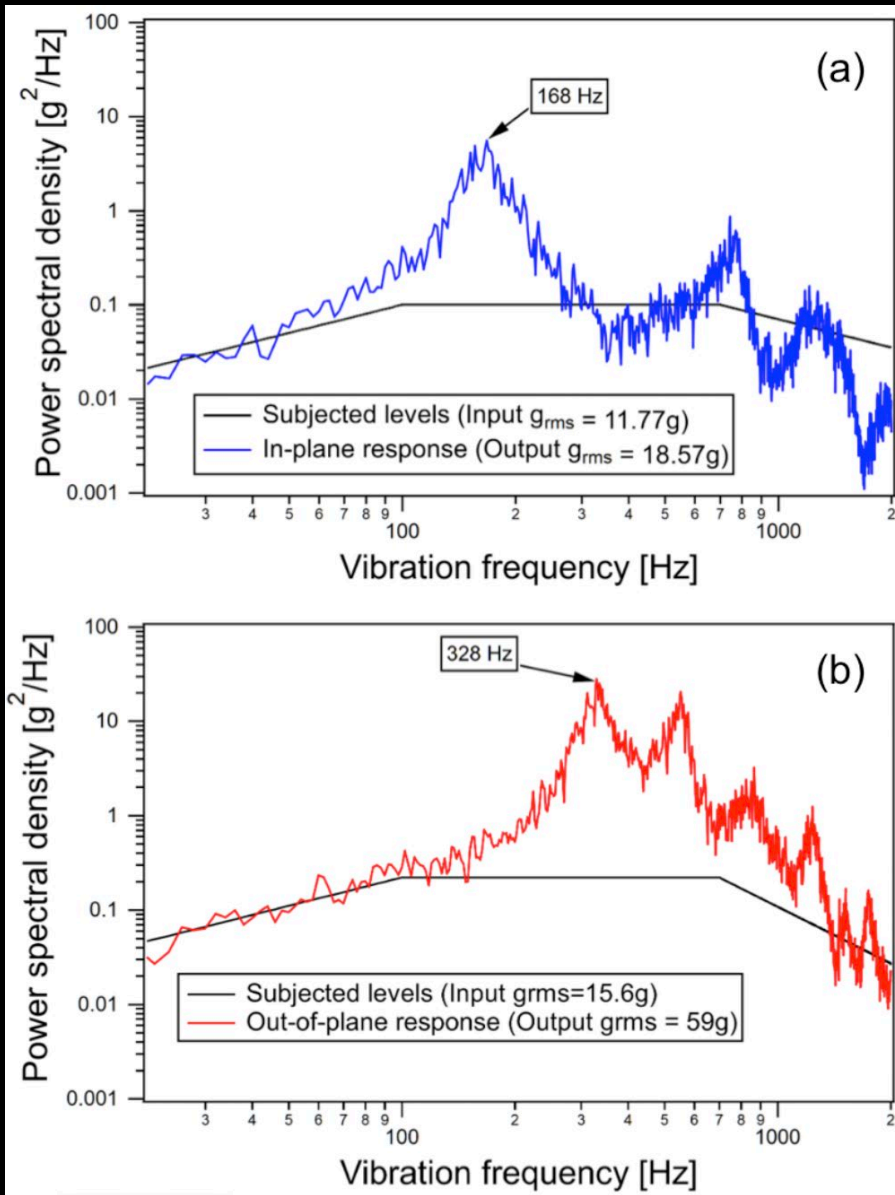 (a)
168 Hz
Power spectral density [g²/Hz]
100
10
1
0.1
0.01
0.001
Subjected levels (Input grms = 11.77g)
In-plane response (Output grms = 18.57g)
3 4 5 6 7 8 9 2 3 4 5 6 7 8 9 2
100 1000
Vibration frequency [Hz]
(b)
328 Hz
Power spectral density [g²/Hz]
100
10
1
0.1
0.01
0.001
Subjected levels (Input grms=15.6g)
Out-of-plane response (Output grms = 59g)
3 4 5 6 7 8 9 2 3 4 5 6 7 8 9 2
100 1000
Vibration frequency [Hz]